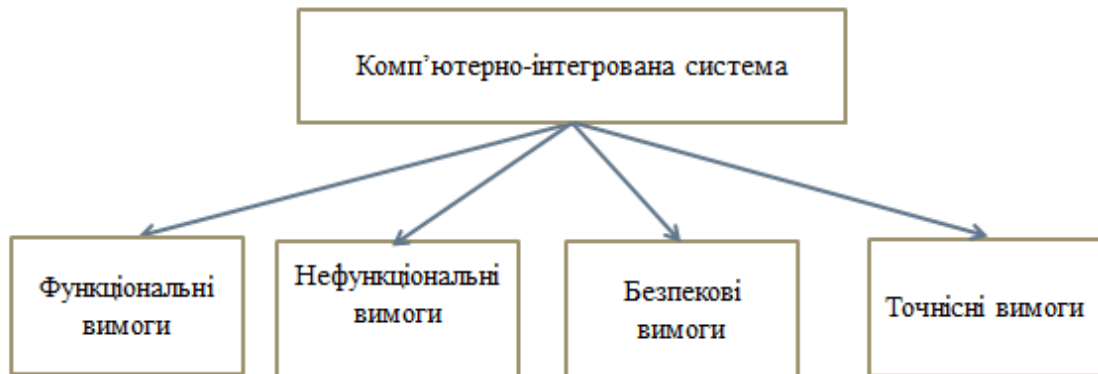 Комп’ютерно-інтегрована система
Функціональні
вимоги
Нефункціональні
вимоги
Безпекові
вимоги
Точнісні вимоги